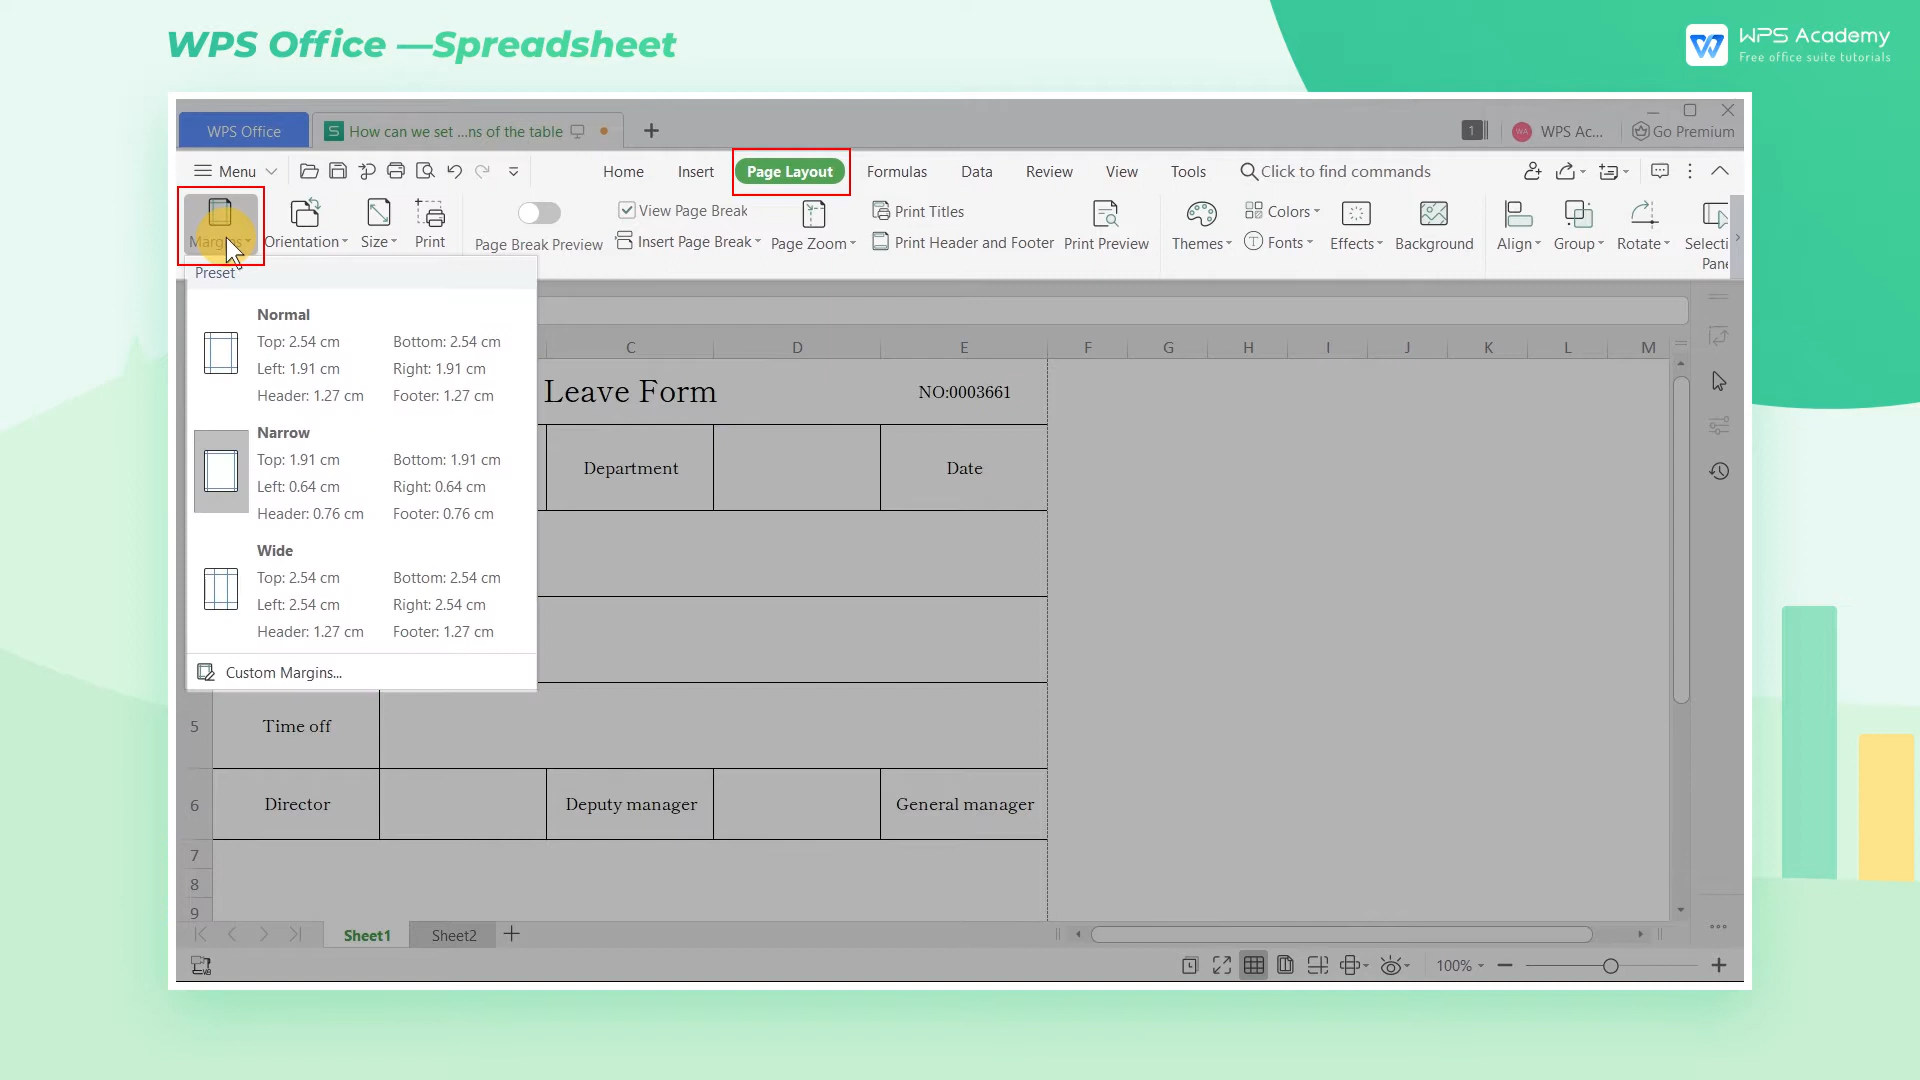 WPS Office —Spreadsheet
WPS Academy
Free office suite tutorials
WPS Office
How can we set ...ns of the table
1
WA
WPS Ac...
Go Premium
Menu
Home
Insert
Page Layout
Formulas
Data
Review
View
Tools
Click to find commands
Margins
Orientation
Size
Print
Page Break Preview
View Page Break
Insert Page Break
Page Zoom
Print Titles
Print Header and Footer
Print Preview
Themes
Colors
Fonts
Effects
Background
Align
Group
Rotate
Selecti
Pane
Preset
Normal
Top: 2.54 cm Bottom: 2.54 cm
Left: 1.91 cm Right: 1.91 cm
Header: 1.27 cm Footer: 1.27 cm
Narrow
Top: 1.91 cm Bottom: 1.91 cm
Left: 0.64 cm Right: 0.64 cm
Header: 0.76 cm Footer: 0.76 cm
Wide
Top: 2.54 cm Bottom: 2.54 cm
Left: 2.54 cm Right: 2.54 cm
Header: 1.27 cm Footer: 1.27 cm
Custom Margins...
C D E F G H I J K L M
Leave Form NO:0003661
Department Date
5 Time off
6 Director Deputy manager General manager
7
8
9
Sheet1 Sheet2
100%